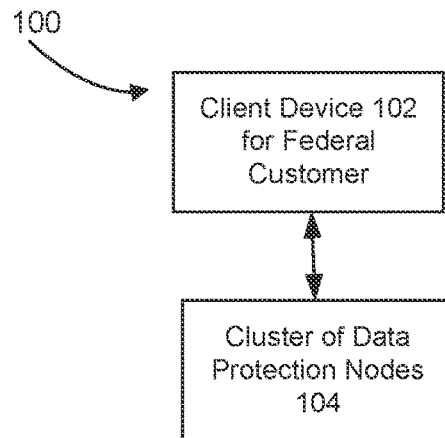 100
Client Device 102
for Federal
Customer
Cluster of Data
Protection Nodes
104